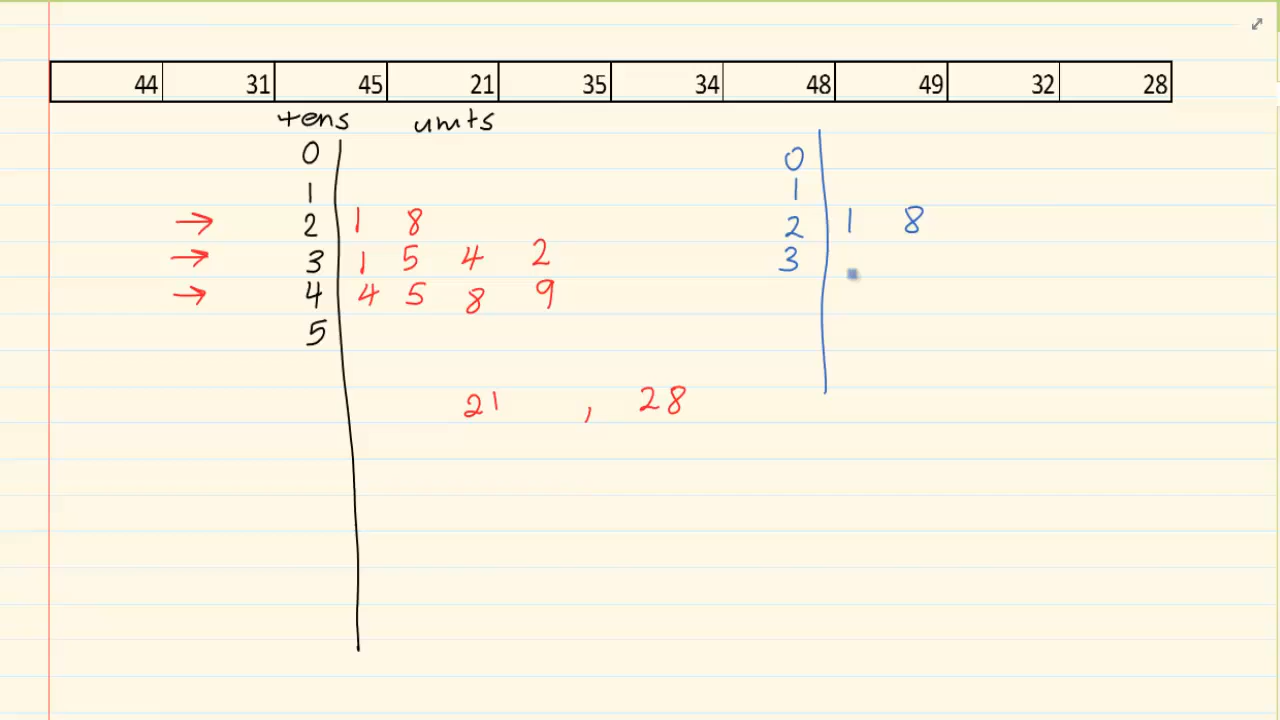 44 31 45 21 35 34 48 49 32 28
tens units
0
1
→ 2 1 8
→ 3 1 5 4 2
→ 4 4 5 8 9
5
21 , 28
0
1
2 1 8
3